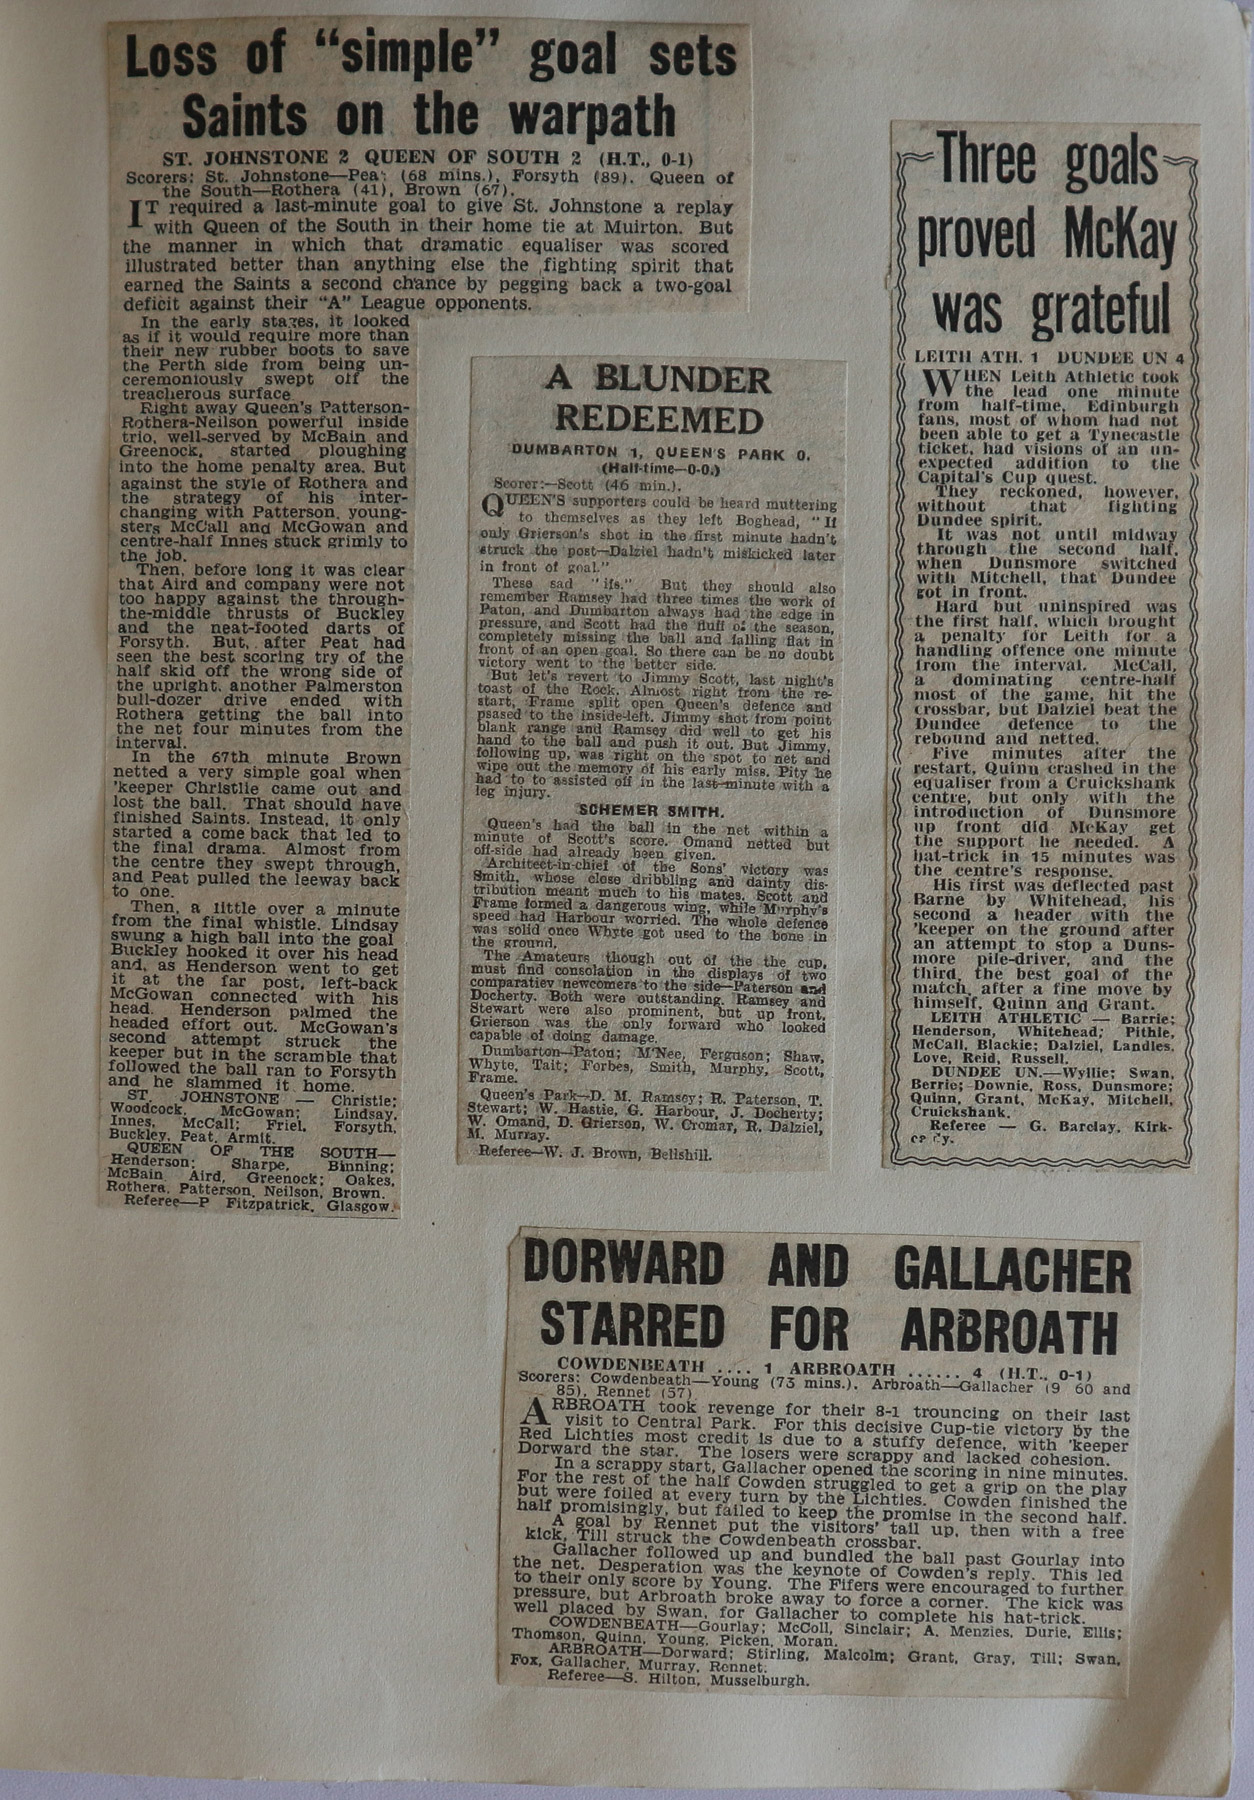 Loss of “simple” goal sets
Saints on the warpath
ST. JOHNSTONE 2 QUEEN OF SOUTH 2 (H.T., 0-1)
Scorers: St. Johnstone—Peat (68 mins.), Forsyth (89). Queen of
the South—Rothera (41), Brown (67).
IT required a last-minute goal to give St. Johnstone a replay
with Queen of the South in their home tie at Muirton. But
the manner in which that dramatic equaliser was scored
illustrated better than anything else the fighting spirit that
earned the Saints a second chance by pegging back a two-goal
deficit against their "A" League opponents.
In the early stages, it looked
as if it would require more than
their new rubber boots to save
the Perth side from being un-
ceremoniously swept off the
treacherous surface
Right away Queen's Patterson-
Rothera-Neilson powerful inside
trio, well-served by McBain and
Greenock, started ploughing
into the home penalty area. But
against the style of Rothera and
the strategy of his inter-
changing with Patterson, young-
sters McCall and McGowan and
centre-half Innes stuck grimly to
the job.
Then, before long it was clear
that Aird and company were not
too happy against the through-
the-middle thrusts of Buckley
and the neat-footed darts of
Forsyth. But, after Peat had
seen the best scoring try of the
half skid off the wrong side of
the upright, another Palmerston
bull-dozer drive ended with
Rothera getting the ball into
the net four minutes from the
interval.
In the 67th minute Brown
netted a very simple goal when
'keeper Christlie came out and
lost the ball. That should have
finished Saints. Instead, it only
started a come back that led to
the final drama. Almost from
the centre they swept through,
and Peat pulled the leeway back
to one.
Then, a little over a minute
from the final whistle, Lindsay
swung a high ball into the goal
Buckley hooked it over his head
and, as Henderson went to get
it at the far post, left-back
McGowan connected with his
head. Henderson palmed the
headed effort out. McGowan's
second attempt struck the
keeper but in the scramble that
followed the ball ran to Forsyth
and he slammed it home.
ST. JOHNSTONE — Christie;
Woodcock, McGowan; Lindsay,
Innes, McCall; Friel, Forsyth,
Buckley, Peat, Armit.
QUEEN OF THE SOUTH—
Henderson; Sharpe, Binning;
McBain Aird, Greenock; Oakes,
Rothera, Patterson, Neilson, Brown.
Referee—P Fitzpatrick, Glasgow.
A BLUNDER
REDEEMED
DUMBARTON 1, QUEEN'S PARK 0.
(Half-time—0-0.)
Scorer:—Scott (46 min.).
QUEEN'S supporters could be heard muttering
to themselves as they left Boghead, "If
only Grierson's shot in the first minute hadn't
struck the post—Dalziel hadn't miskicked later
in front of goal."
These sad "ifs." But they should also
remember Ramsey had three times the work of
Paton, and Dumbarton always had the edge in
pressure, and Scott had the fluff of the season,
completely missing the ball and falling flat in
front of an open goal. So there can be no doubt
victory went to the better side.
But let's revert to Jimmy Scott, last night's
toast of the Rock. Almost right from the re-
start, Frame split open Queen's defence and
psased to the inside-left. Jimmy shot from point
blank range and Ramsey did well to get his
hand to the ball and push it out. But Jimmy,
following up, was right on the spot to net and
wipe out the memory of his early miss. Pity he
had to to assisted off in the last-minute with a
leg injury.
SCHEMER SMITH.
Queen's had the ball in the net within a
minute of Scott's score. Omand netted but
off-side had already been given.
Architect-in-chief of the Sons' victory was
Smith, whose close dribbling and dainty dis-
tribution meant much to his mates. Scott and
Frame formed a dangerous wing, while Murphy's
speed had Harbour worried. The whole defence
was solid once Whyte got used to the bone in
the ground.
The Amateurs though out of the the cup,
must find consolation in the displays of two
comparatiev newcomers to the side—Paterson and
Docherty. Both were outstanding. Ramsey and
Stewart were also prominent, but up front,
Grierson was the only forward who looked
capable of doing damage.
Dumbarton—Paton; M'Nee, Ferguson; Shaw,
Whyte, Tait; Forbes, Smith, Murphy, Scott,
Frame.
Queen's Park—D. M. Ramsey; R. Paterson, T.
Stewart; W. Hastie, G. Harbour, J. Docherty;
W. Omand, D. Grierson, W. Cromar, R. Dalziel,
M. Murray.
Referee—W. J. Brown, Bellshill.
Three goals
proved McKay
was grateful
LEITH ATH. 1 DUNDEE UN 4
WHEN Leith Athletic took
the lead one minute
from half-time, Edinburgh
fans, most of whom had not
been able to get a Tynecastle
ticket, had visions of an un-
expected addition to the
Capital's Cup quest.
They reckoned, however,
without that fighting
Dundee spirit.
It was not until midway
through the second half,
when Dunsmore switched
with Mitchell, that Dundee
got in front.
Hard but uninspired was
the first half, which brought
a penalty for Leith for a
handling offence one minute
from the interval. McCall,
a dominating centre-half
most of the game, hit the
crossbar, but Dalziel beat the
Dundee defence to the
rebound and netted.
Five minutes after the
restart, Quinn crashed in the
equaliser from a Cruickshank
centre, but only with the
introduction of Dunsmore
up front did McKay get
the support he needed. A
hat-trick in 15 minutes was
the centre's response.
His first was deflected past
Barne by Whitehead, his
second a header with the
'keeper on the ground after
an attempt to stop a Duns-
more pile-driver, and the
third, the best goal of the
match, after a fine move by
himself, Quinn and Grant.
LEITH ATHLETIC — Barrie;
Henderson, Whitehead; Pithie,
McCall, Blackie; Dalziel, Landles,
Love, Reid, Russell.
DUNDEE UN.—Wyllie; Swan,
Berrie; Downie, Ross, Dunsmore;
Quinn, Grant, McKay, Mitchell,
Cruickshank.
Referee — G. Barclay, Kirk-
DORWARD AND GALLACHER
STARRED FOR ARBROATH
COWDENBEATH .... 1 ARBROATH ...... 4 (H.T., 0-1)
Scorers: Cowdenbeath—Young (73 mins.). Arbroath—Gallacher (9 60 and
85), Rennet (57)
ARBROATH took revenge for their 8-1 trouncing on their last
visit to Central Park. For this decisive Cup-tie victory by the
Red Lichties most credit is due to a stuffy defence, with 'keeper
Dorward the star. The losers were scrappy and lacked cohesion.
In a scrappy start, Gallacher opened the scoring in nine minutes.
For the rest of the half Cowden struggled to get a grip on the play
but were foiled at every turn by the Lichties. Cowden finished the
half promisingly, but failed to keep the promise in the second half.
A goal by Rennet put the visitors' tail up, then with a free
kick, Till struck the Cowdenbeath crossbar.
Gallacher followed up and bundled the ball past Gourlay into
the net. Desperation was the keynote of Cowden's reply. This led
to their only score by Young. The Fifers were encouraged to further
pressure, but Arbroath broke away to force a corner. The kick was
well placed by Swan, for Gallacher to complete his hat-trick.
COWDENBEATH—Gourlay; McColl, Sinclair; A. Menzies, Durie, Ellis;
Thomson, Quinn, Young, Picken, Moran.
ARBROATH—Dorward; Stirling, Malcolm; Grant, Gray, Till; Swan,
Fox, Gallacher, Murray, Rennet.
Referee—S. Hilton, Musselburgh.